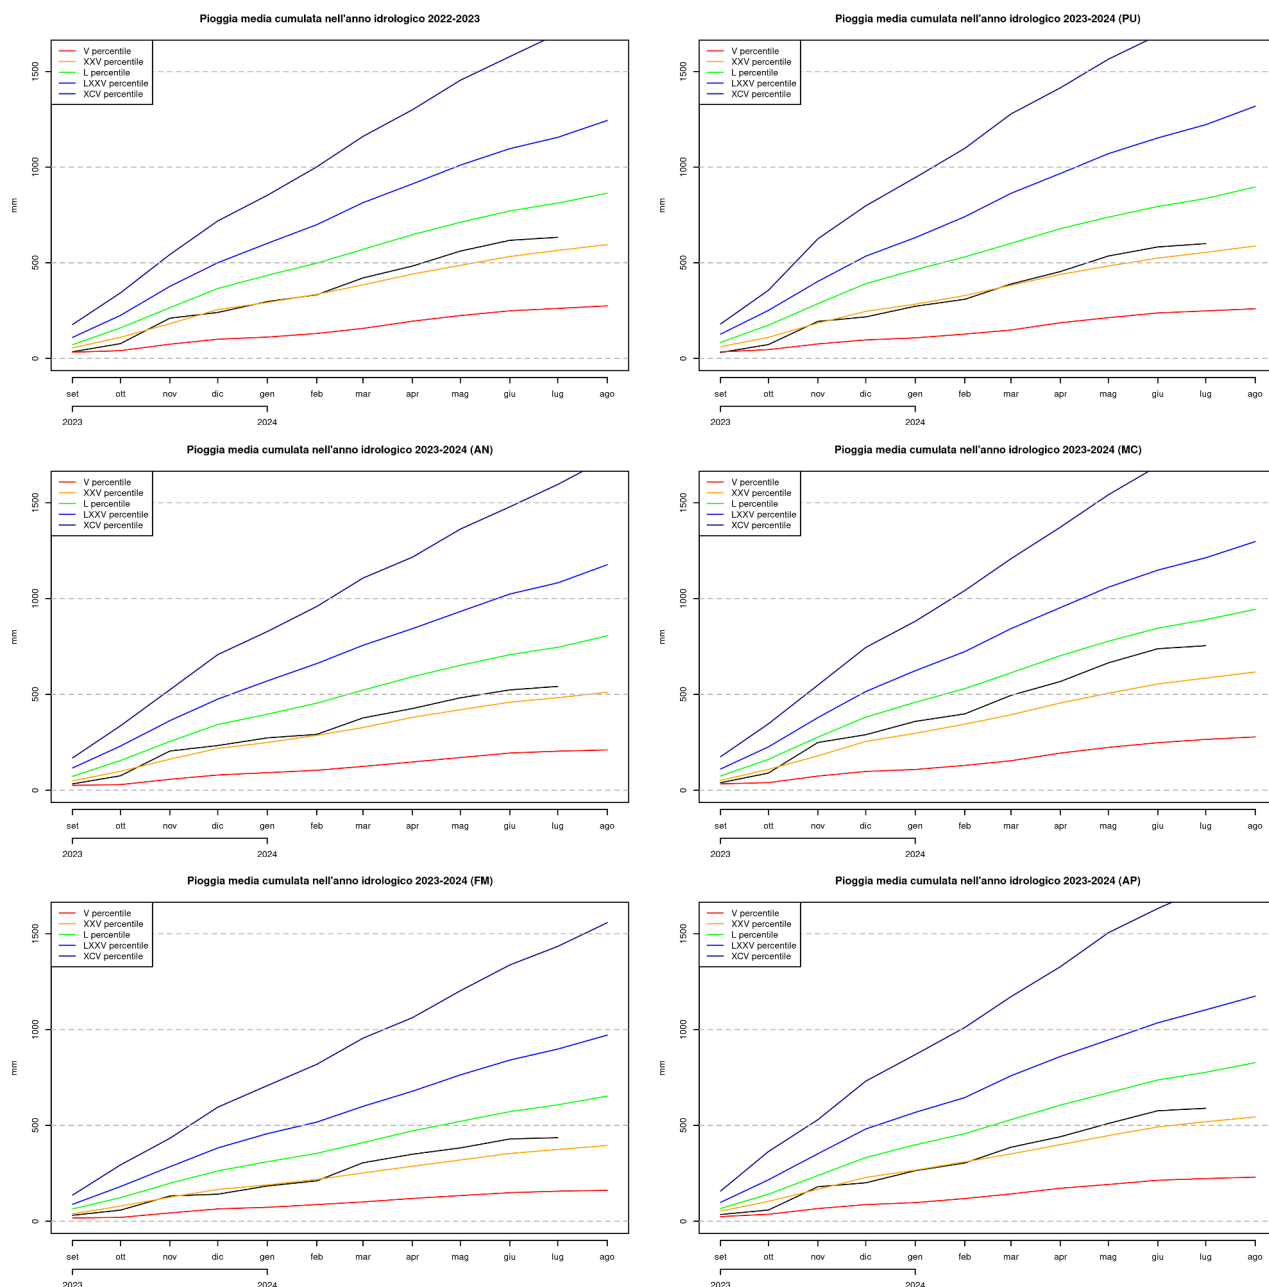 Pioggia media cumulata nell'anno idrologico 2022-2023
V percentile
XXV percentile
L percentile
LXXV percentile
XCV percentile
1500
1000
500
0
mm
set ott nov dic gen feb mar apr mag giu lug ago
2023 2024
Pioggia media cumulata nell'anno idrologico 2023-2024 (PU)
V percentile
XXV percentile
L percentile
LXXV percentile
XCV percentile
1500
1000
500
0
mm
set ott nov dic gen feb mar apr mag giu lug ago
2023 2024
Pioggia media cumulata nell'anno idrologico 2023-2024 (AN)
V percentile
XXV percentile
L percentile
LXXV percentile
XCV percentile
1500
1000
500
0
mm
set ott nov dic gen feb mar apr mag giu lug ago
2023 2024
Pioggia media cumulata nell'anno idrologico 2023-2024 (MC)
V percentile
XXV percentile
L percentile
LXXV percentile
XCV percentile
1500
1000
500
0
mm
set ott nov dic gen feb mar apr mag giu lug ago
2023 2024
Pioggia media cumulata nell'anno idrologico 2023-2024 (FM)
V percentile
XXV percentile
L percentile
LXXV percentile
XCV percentile
1500
1000
500
0
mm
set ott nov dic gen feb mar apr mag giu lug ago
2023 2024
Pioggia media cumulata nell'anno idrologico 2023-2024 (AP)
V percentile
XXV percentile
L percentile
LXXV percentile
XCV percentile
1500
1000
500
0
mm
set ott nov dic gen feb mar apr mag giu lug ago
2023 2024